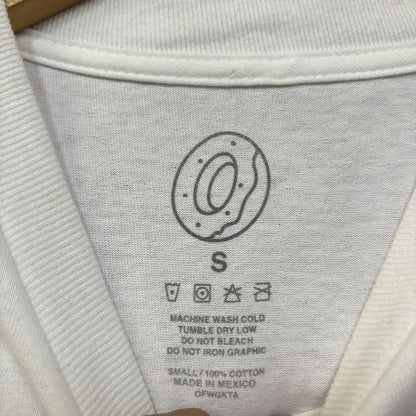 S
MACHINE WASH COLD
TUMBLE DRY LOW
DO NOT BLEACH
DO NOT IRON GRAPHIC
SMALL / 100% COTTON
MADE IN MEXICO
OFWGKTA